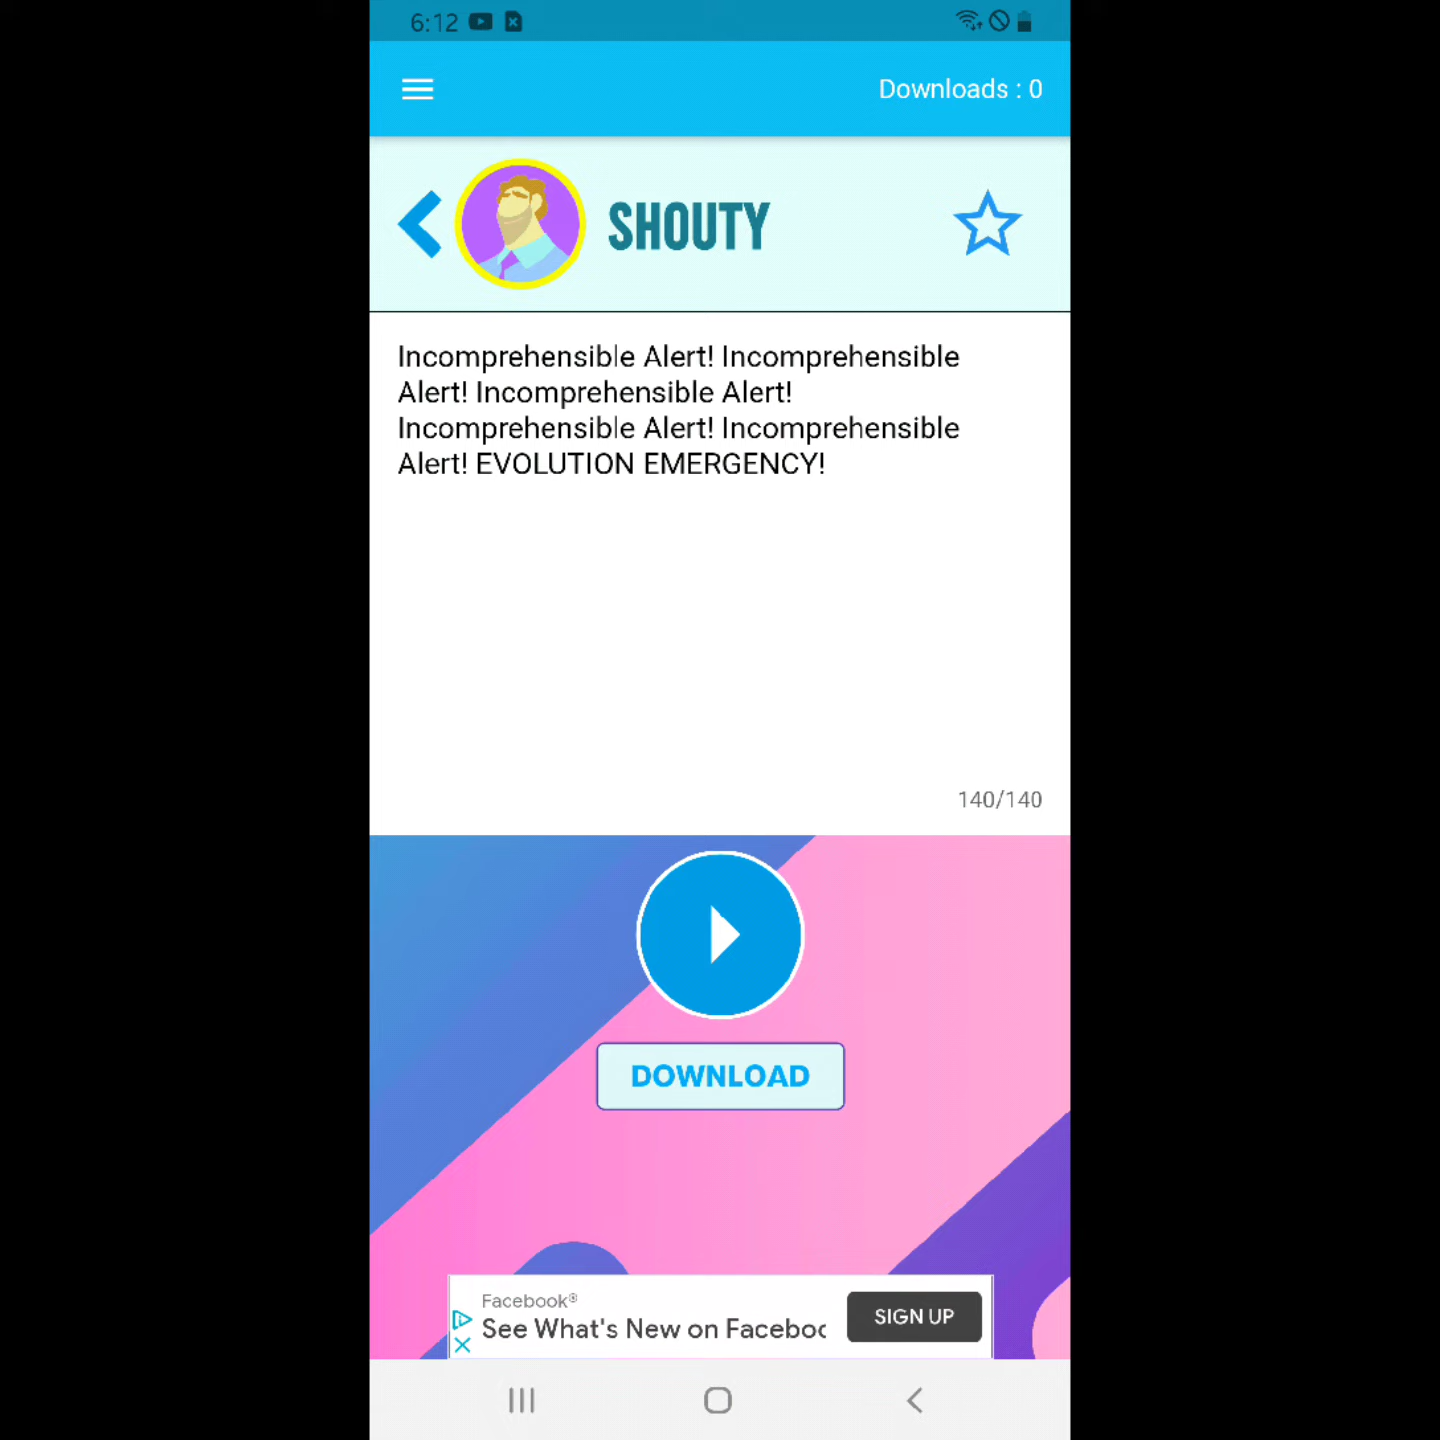 6:12
Downloads : 0
SHOUTY
Incomprehensible Alert! Incomprehensible
Alert! Incomprehensible Alert!
Incomprehensible Alert! Incomprehensible
Alert! EVOLUTION EMERGENCY!
140/140
DOWNLOAD
Facebook®
See What's New on Faceboo
SIGN UP